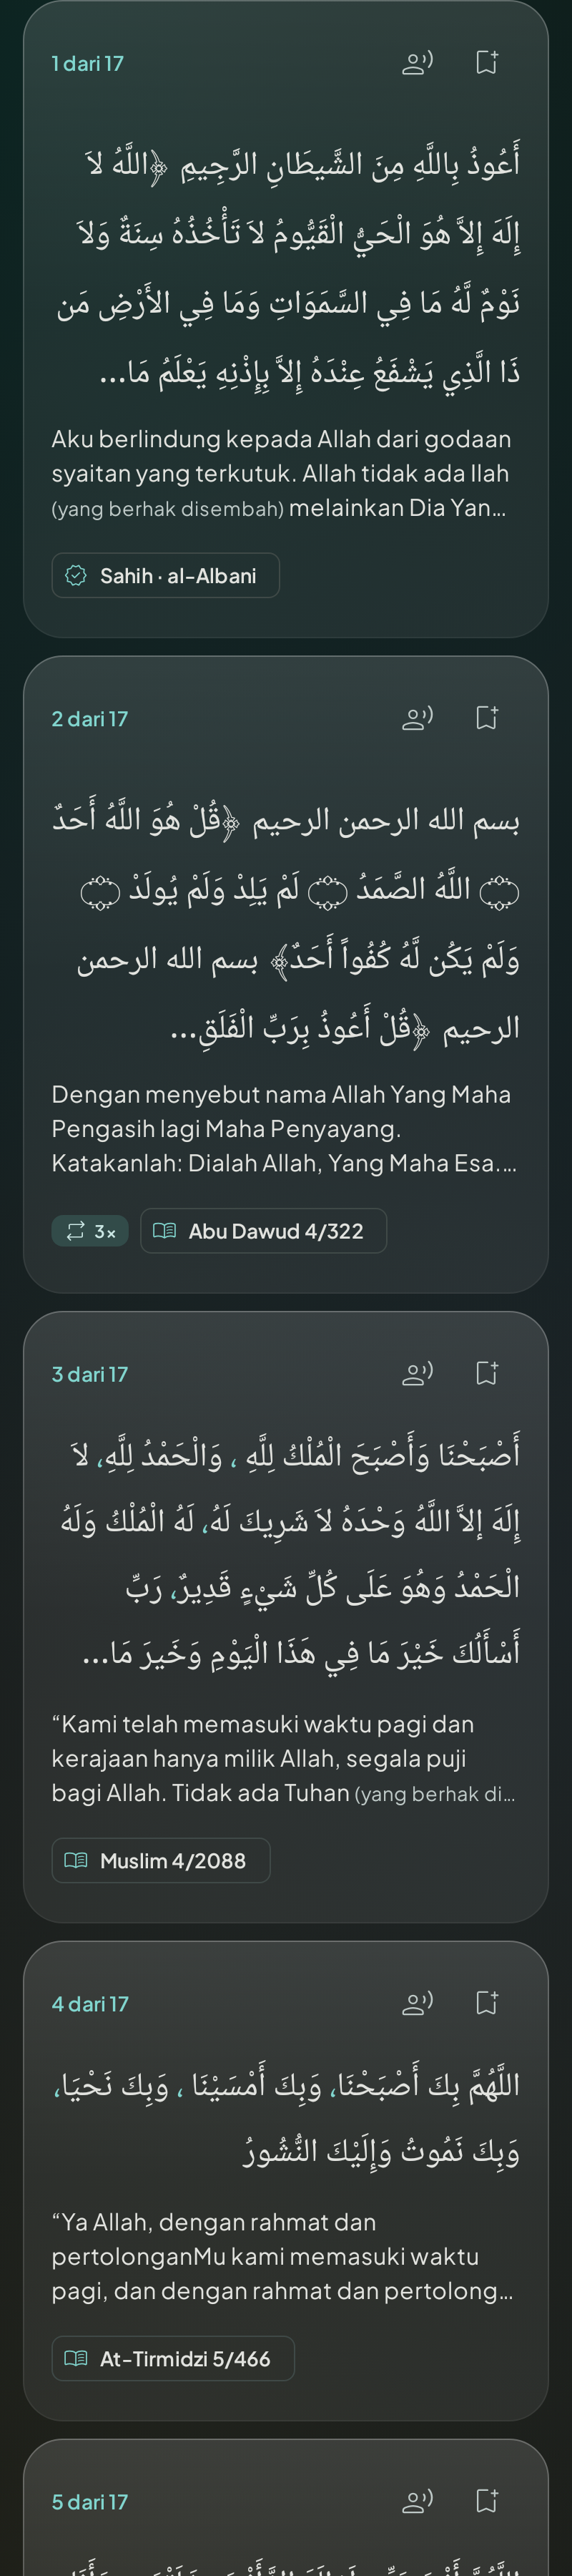 1 dari 17
أَعُوذُ بِاللَّهِ مِنَ الشَّيطَانِ الرَّجِيمِ ﴿اللَّهُ لاَ
إِلَهَ إِلاَّ هُوَ الْحَيُّ الْقَيُّومُ لاَ تَأْخُذُهُ سِنَةٌ وَلاَ
نَوْمٌ لَّهُ مَا فِي السَّمَوَاتِ وَمَا فِي الأَرْضِ مَن
ذَا الَّذِي يَشْفَعُ عِنْدَهُ إِلاَّ بِإِذْنِهِ يَعْلَمُ مَا...
Aku berlindung kepada Allah dari godaan
syaitan yang terkutuk. Allah tidak ada Ilah
(yang berhak disembah) melainkan Dia Yan...
Sahih · al-Albani
2 dari 17
بسم الله الرحمن الرحيم ﴿قُلْ هُوَ اللَّهُ أَحَدٌ
۝ اللَّهُ الصَّمَدُ ۝ لَمْ يَلِدْ وَلَمْ يُولَدْ ۝
وَلَمْ يَكُن لَّهُ كُفُواً أَحَدٌ﴾ بسم الله الرحمن
الرحيم ﴿قُلْ أَعُوذُ بِرَبِّ الْفَلَقِ...
Dengan menyebut nama Allah Yang Maha
Pengasih lagi Maha Penyayang.
Katakanlah: Dialah Allah, Yang Maha Esa....
3×
Abu Dawud 4/322
3 dari 17
أَصْبَحْنَا وَأَصْبَحَ الْمُلْكُ لِلَّهِ ، وَالْحَمْدُ لِلَّهِ، لاَ
إِلَهَ إلاَّ اللَّهُ وَحْدَهُ لاَ شَرِيكَ لَهُ، لَهُ الْمُلْكُ وَلَهُ
الْحَمْدُ وَهُوَ عَلَى كُلِّ شَيْءٍ قَدِيرٌ، رَبِّ
أَسْأَلُكَ خَيْرَ مَا فِي هَذَا الْيَوْمِ وَخَيرَ مَا...
“Kami telah memasuki waktu pagi dan
kerajaan hanya milik Allah, segala puji
bagi Allah. Tidak ada Tuhan (yang berhak di...
Muslim 4/2088
4 dari 17
اللَّهُمَّ بِكَ أَصْبَحْنَا، وَبِكَ أَمْسَيْنَا ، وَبِكَ نَحْيَا،
وَبِكَ نَمُوتُ وَإِلَيْكَ النُّشُورُ
“Ya Allah, dengan rahmat dan
pertolonganMu kami memasuki waktu
pagi, dan dengan rahmat dan pertolong...
At-Tirmidzi 5/466
5 dari 17